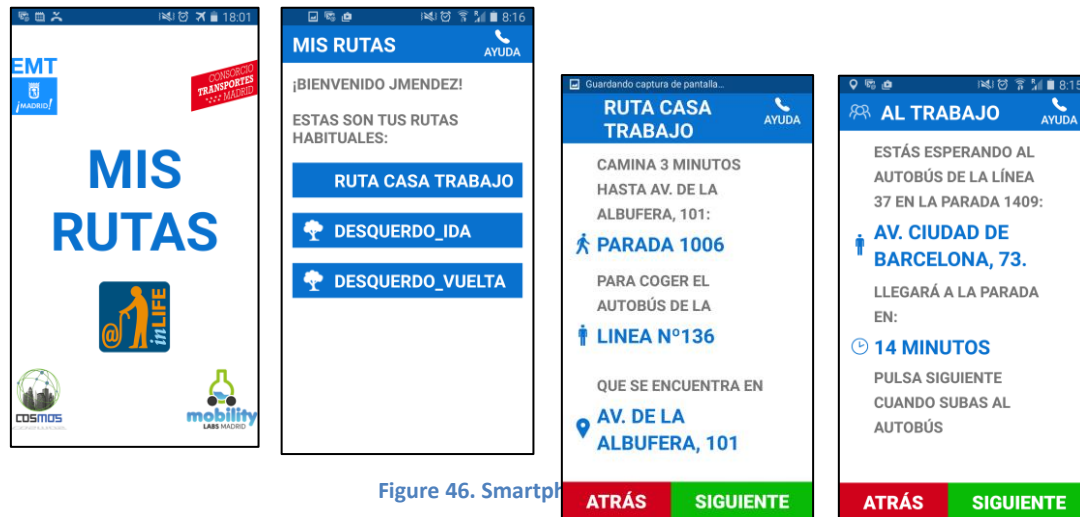 18:01
EMT
¡MADRID!
CONSORCIO
TRANSPORTES
MADRID
MIS
RUTAS
@
inLIFE
COSMOS
mobility
LABS MADRID
8:16
MIS RUTAS
AYUDA
¡BIENVENIDO JMENDEZ!
ESTAS SON TUS RUTAS
HABITUALES:
RUTA CASA TRABAJO
DESQUERDO_IDA
DESQUERDO_VUELTA
Guardando captura de pantalla...
RUTA CASA
TRABAJO
AYUDA
CAMINA 3 MINUTOS
HASTA AV. DE LA
ALBUFERA, 101:
PARADA 1006
PARA COGER EL
AUTOBÚS DE LA
LINEA Nº136
QUE SE ENCUENTRA EN
AV. DE LA
ALBUFERA, 101
ATRÁS SIGUIENTE
8:15
AL TRABAJO
AYUDA
ESTÁS ESPERANDO AL
AUTOBÚS DE LA LÍNEA
37 EN LA PARADA 1409:
AV. CIUDAD DE
BARCELONA, 73.
LLEGARÁ A LA PARADA
EN:
14 MINUTOS
PULSA SIGUIENTE
CUANDO SUBAS AL
AUTOBÚS
ATRÁS SIGUIENTE
Figure 46. Smartph